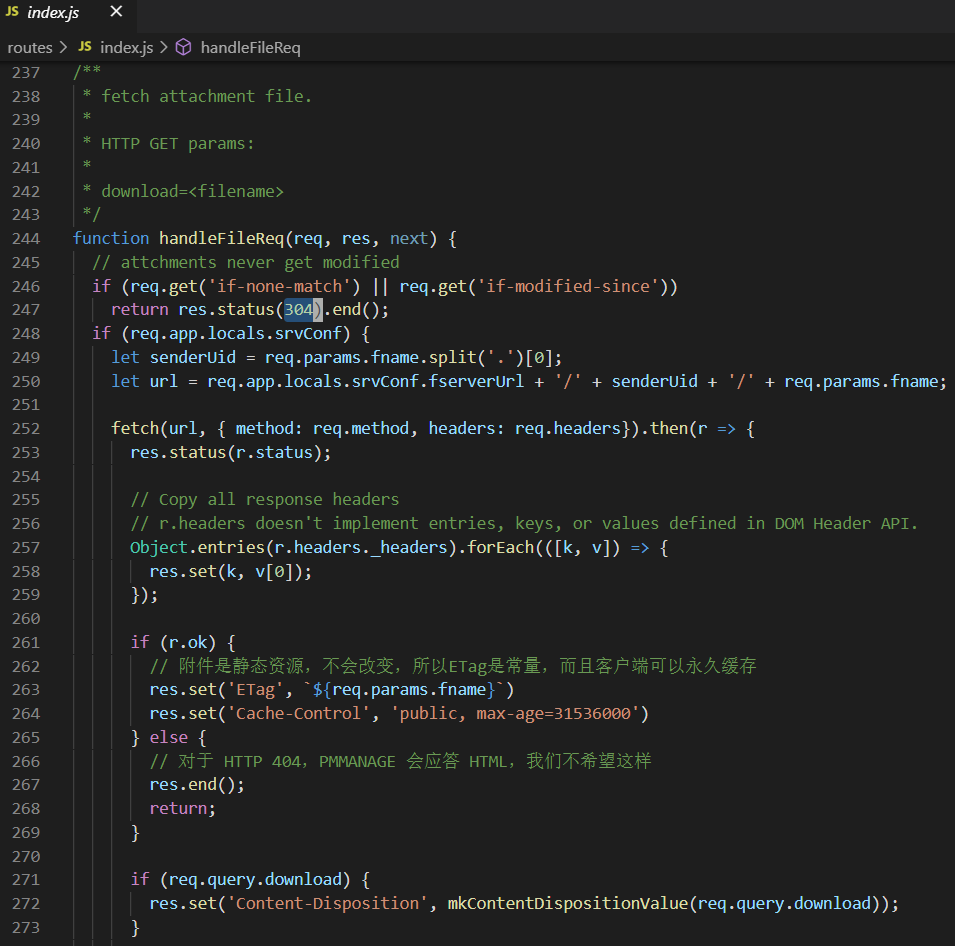 JS index.js ×
routes > JS index.js > handleFileReq
237 /**
238  * fetch attachment file.
239  *
240  * HTTP GET params:
241  *
242  * download=<filename>
243  */
244 function handleFileReq(req, res, next) {
245   // attchments never get modified
246   if (req.get('if-none-match') || req.get('if-modified-since'))
247     return res.status(304).end();
248   if (req.app.locals.srvConf) {
249     let senderUid = req.params.fname.split('.')[0];
250     let url = req.app.locals.srvConf.fserverUrl + '/' + senderUid + '/' + req.params.fname;
251
252     fetch(url, { method: req.method, headers: req.headers}).then(r => {
253       res.status(r.status);
254
255       // Copy all response headers
256       // r.headers doesn't implement entries, keys, or values defined in DOM Header API.
257       Object.entries(r.headers._headers).forEach(([k, v]) => {
258         res.set(k, v[0]);
259       });
260
261       if (r.ok) {
262         // 附件是静态资源，不会改变，所以ETag是常量，而且客户端可以永久缓存
263         res.set('ETag', `${req.params.fname}`)
264         res.set('Cache-Control', 'public, max-age=31536000')
265       } else {
266         // 对于 HTTP 404，PMMANAGE 会应答 HTML，我们不希望这样
267         res.end();
268         return;
269       }
270
271       if (req.query.download) {
272         res.set('Content-Disposition', mkContentDispositionValue(req.query.download));
273       }